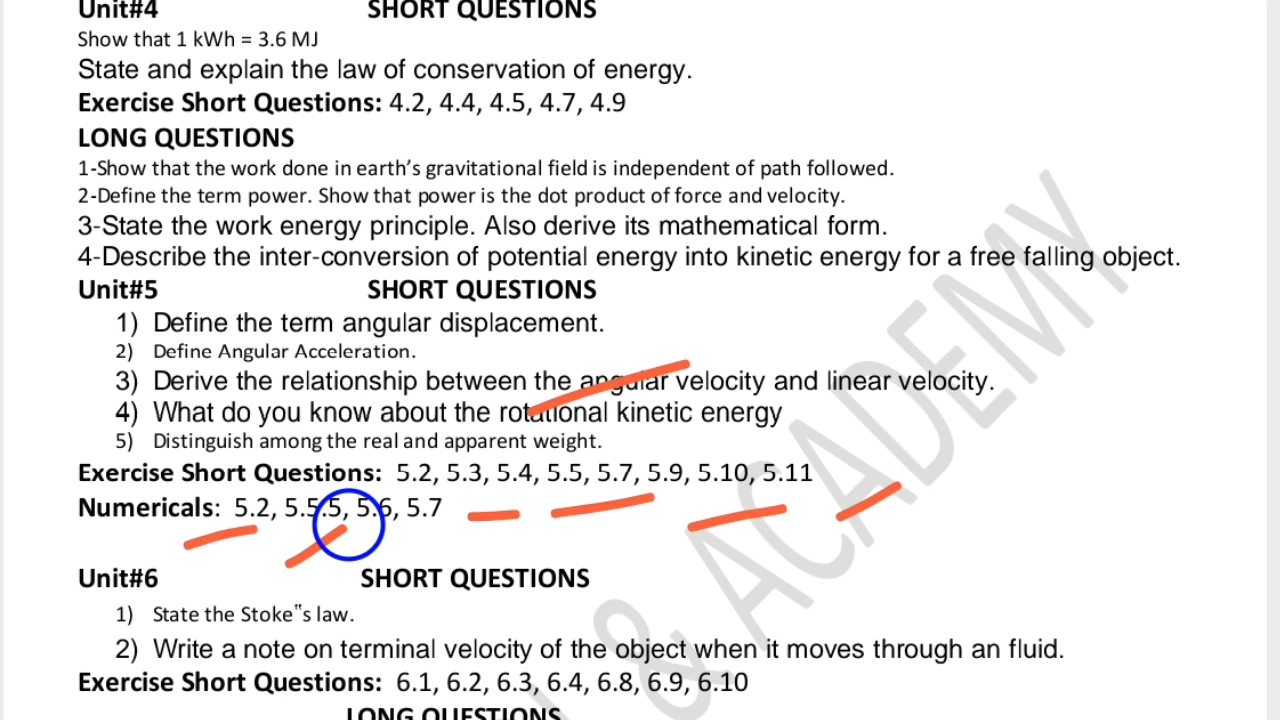 Unit#4 SHORT QUESTIONS
Show that 1 kWh = 3.6 MJ
State and explain the law of conservation of energy.
Exercise Short Questions: 4.2, 4.4, 4.5, 4.7, 4.9
LONG QUESTIONS
1-Show that the work done in earth’s gravitational field is independent of path followed.
2-Define the term power. Show that power is the dot product of force and velocity.
3-State the work energy principle. Also derive its mathematical form.
4-Describe the inter-conversion of potential energy into kinetic energy for a free falling object.
Unit#5 SHORT QUESTIONS
1) Define the term angular displacement.
2) Define Angular Acceleration.
3) Derive the relationship between the angular velocity and linear velocity.
4) What do you know about the rotational kinetic energy
5) Distinguish among the real and apparent weight.
Exercise Short Questions: 5.2, 5.3, 5.4, 5.5, 5.7, 5.9, 5.10, 5.11
Numericals: 5.2, 5.5.5, 5.6, 5.7
Unit#6 SHORT QUESTIONS
1) State the Stoke‟s law.
2) Write a note on terminal velocity of the object when it moves through an fluid.
Exercise Short Questions: 6.1, 6.2, 6.3, 6.4, 6.8, 6.9, 6.10
LONG QUESTIONS
& ACADEMY